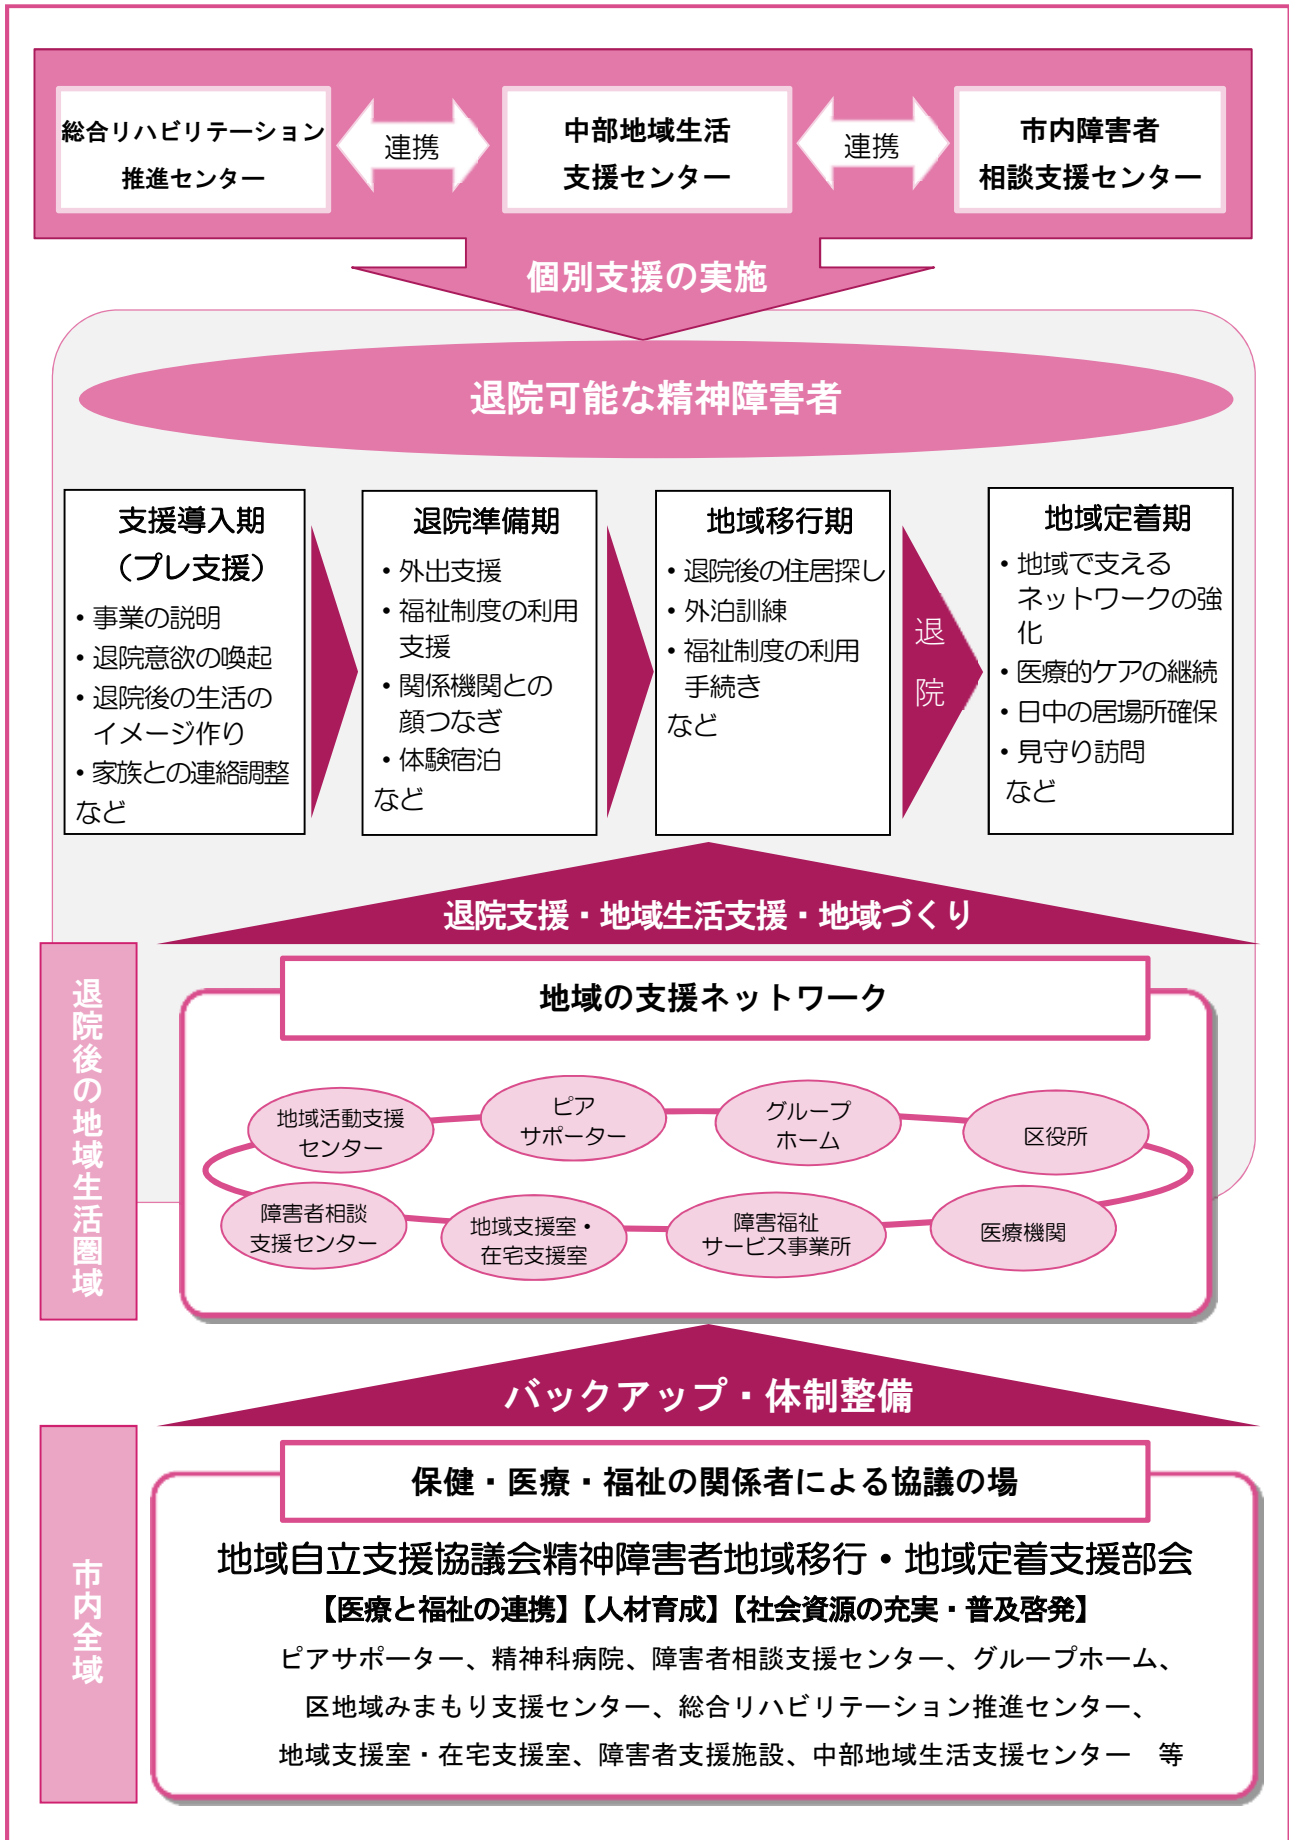 総合リハビリテーション
推進センター
連携
中部地域生活
支援センター
連携
市内障害者
相談支援センター
個別支援の実施
退院可能な精神障害者
支援導入期
（プレ支援）
・事業の説明
・退院意欲の喚起
・退院後の生活の
イメージ作り
・家族との連絡調整
など
退院準備期
・外出支援
・福祉制度の利用
支援
・関係機関との
顔つなぎ
・体験宿泊
など
地域移行期
・退院後の住居探し
・外泊訓練
・福祉制度の利用
手続き
など
退院
地域定着期
・地域で支える
ネットワークの強
化
・医療的ケアの継続
・日中の居場所確保
・見守り訪問
など
退院支援・地域生活支援・地域づくり
退院後の地域生活圏域
地域の支援ネットワーク
地域活動支援
センター
ピア
サポーター
グループ
ホーム
区役所
障害者相談
支援センター
地域支援室・
在宅支援室
障害福祉
サービス事業所
医療機関
バックアップ・体制整備
市内全域
保健・医療・福祉の関係者による協議の場
地域自立支援協議会精神障害者地域移行・地域定着支援部会
【医療と福祉の連携】【人材育成】【社会資源の充実・普及啓発】
ピアサポーター、精神科病院、障害者相談支援センター、グループホーム、
区地域みまもり支援センター、総合リハビリテーション推進センター、
地域支援室・在宅支援室、障害者支援施設、中部地域生活支援センター　等